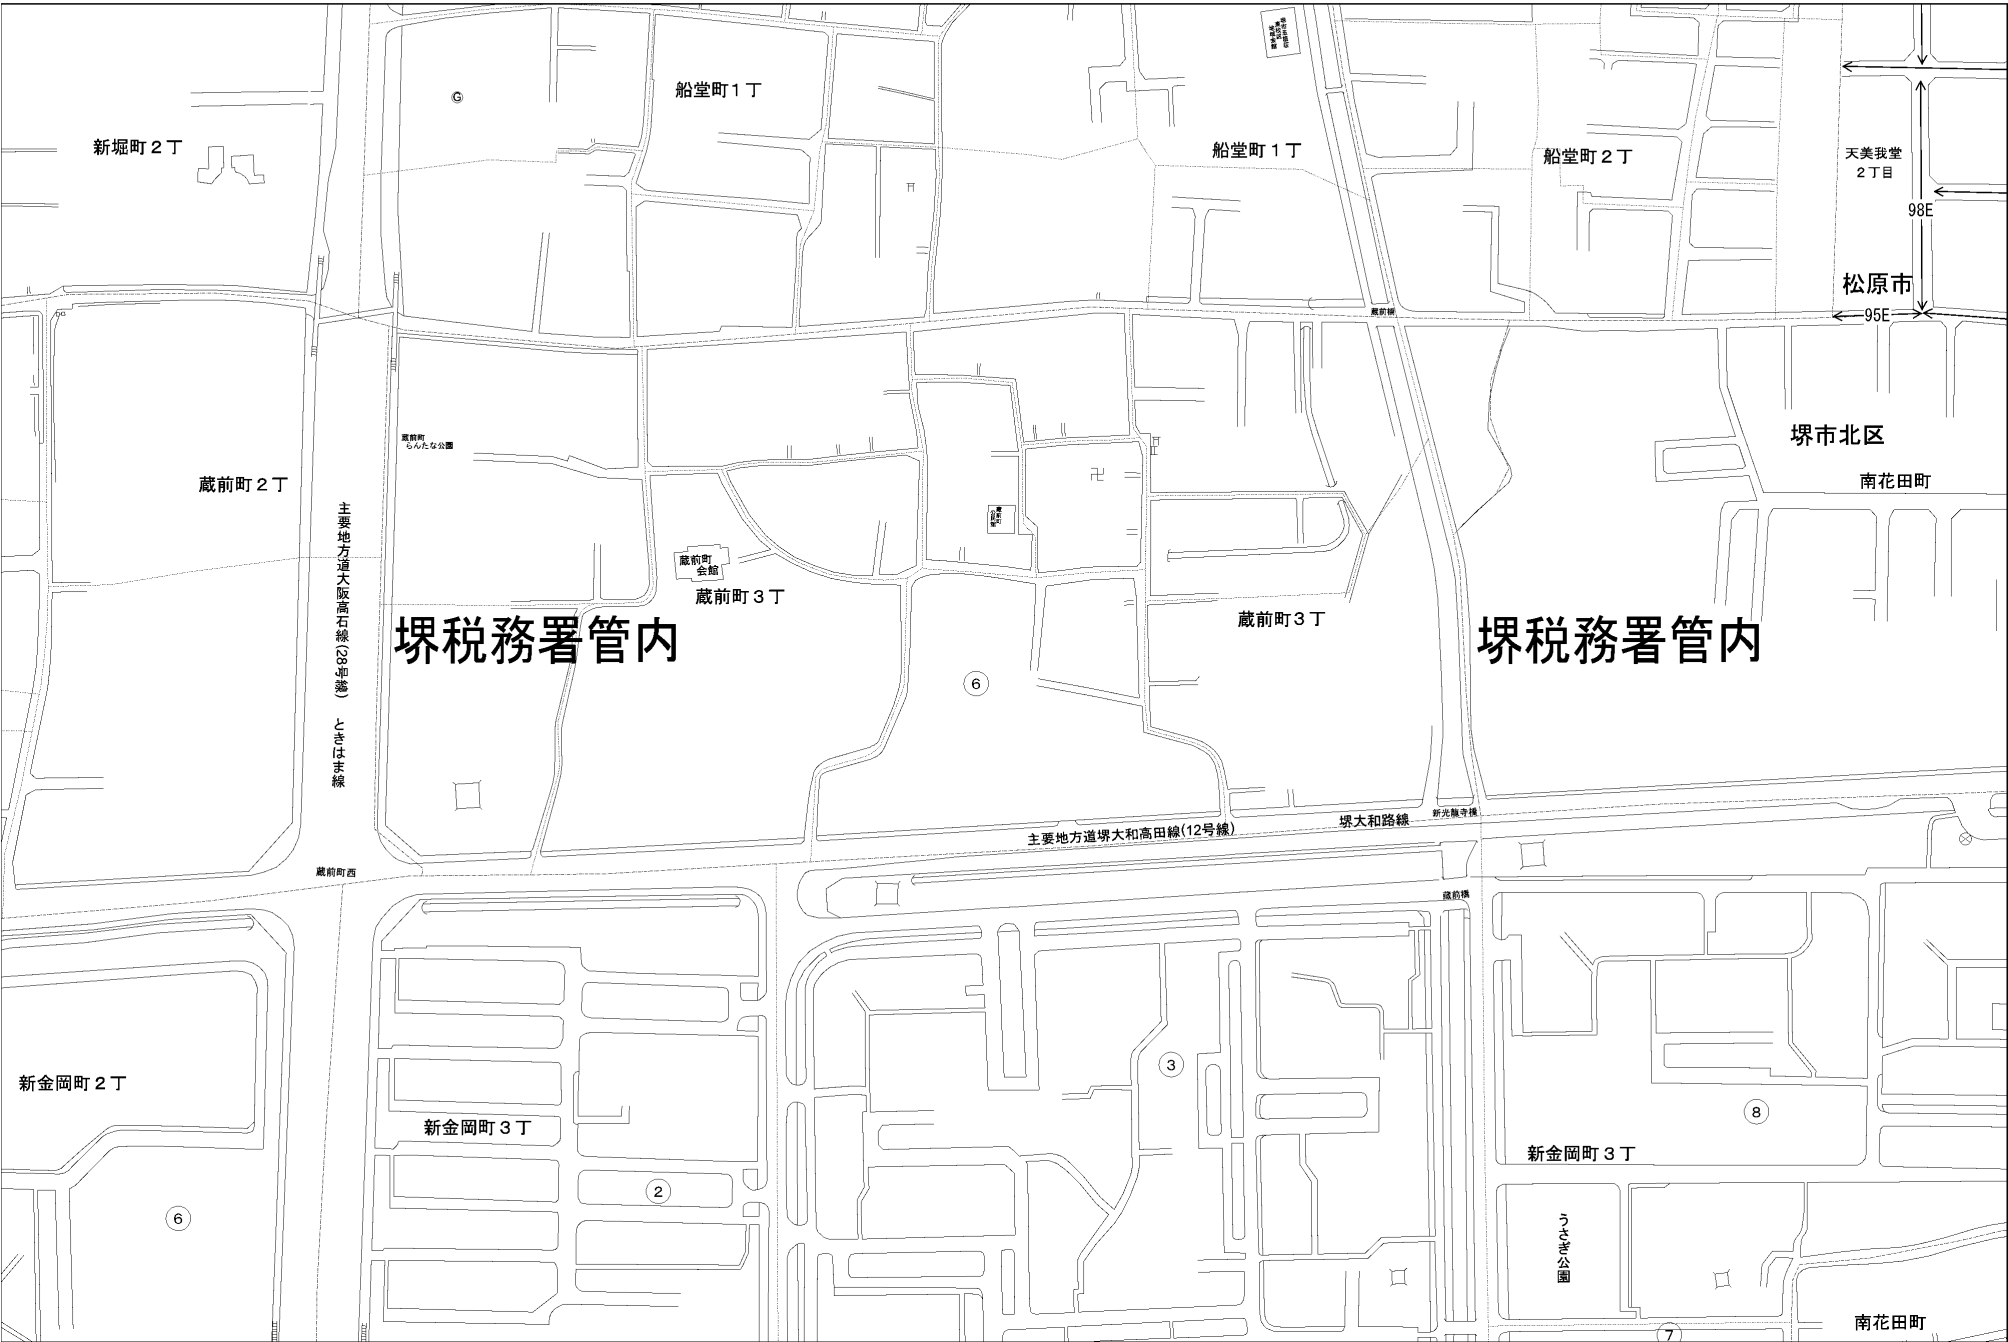 G
船堂町1丁
新堀町2丁
船堂町1丁
船堂町2丁
天美我堂
2丁目
98E
松原市
95E
蔵前橋
堺市北区
南花田町
蔵前町
らんたな公園
蔵前町2丁
主要地方道大阪高石線(28号線) ときはま線
蔵前町
会館
蔵前町3丁
蔵前町3丁
堺税務署管内
堺税務署管内
6
新光龍寺橋
堺大和路線
主要地方道堺大和高田線(12号線)
蔵前町西
蔵前橋
3
新金岡町2丁
新金岡町3丁
8
新金岡町3丁
2
6
うさぎ公園
南花田町
7